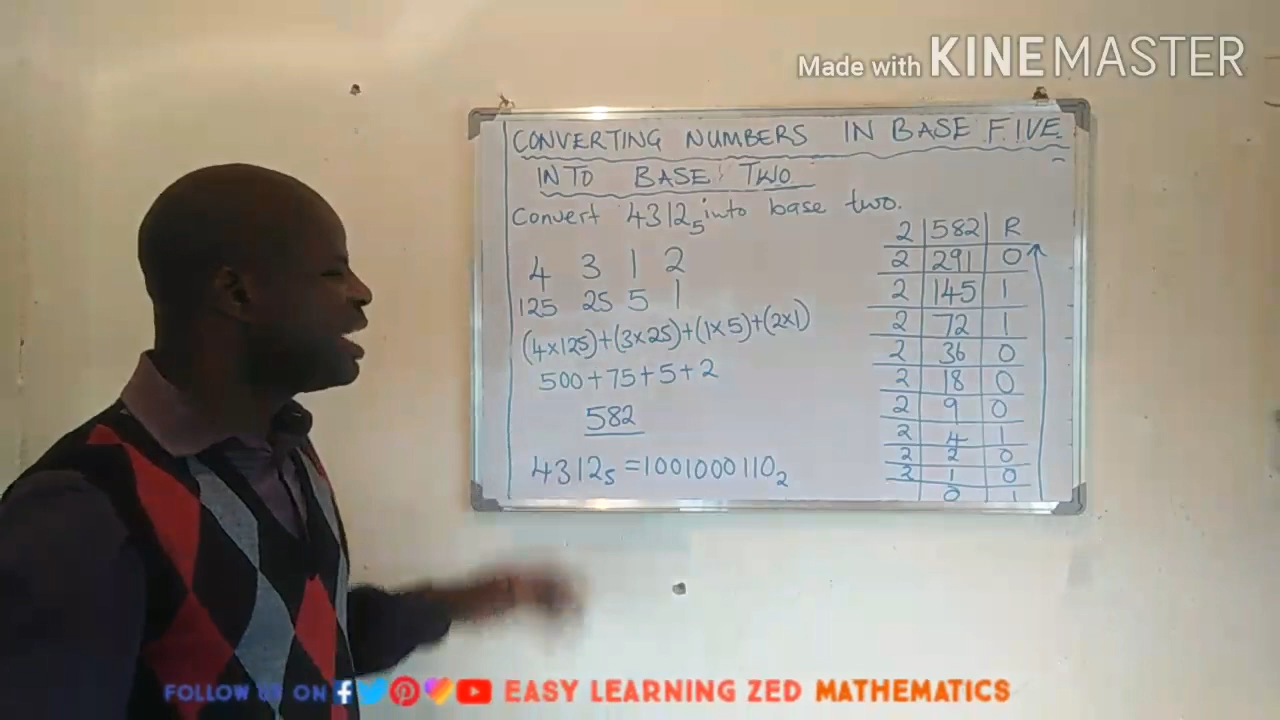 Made with KINEMASTER
CONVERTING NUMBERS IN BASE FIVE
INTO BASE TWO
Convert 4312₅ into base two.
4 3 1 2
125 25 5 1
(4×125)+(3×25)+(1×5)+(2×1)
500+75+5+2
582
4312₅ =1001000110₂
2 582 R
2 291 0
2 145 1
2 72 1
2 36 0
2 18 0
2 9 0
2 4 1
2 2 0
2 1 0
0 1
FOLLOW US ON EASY LEARNING ZED MATHEMATICS